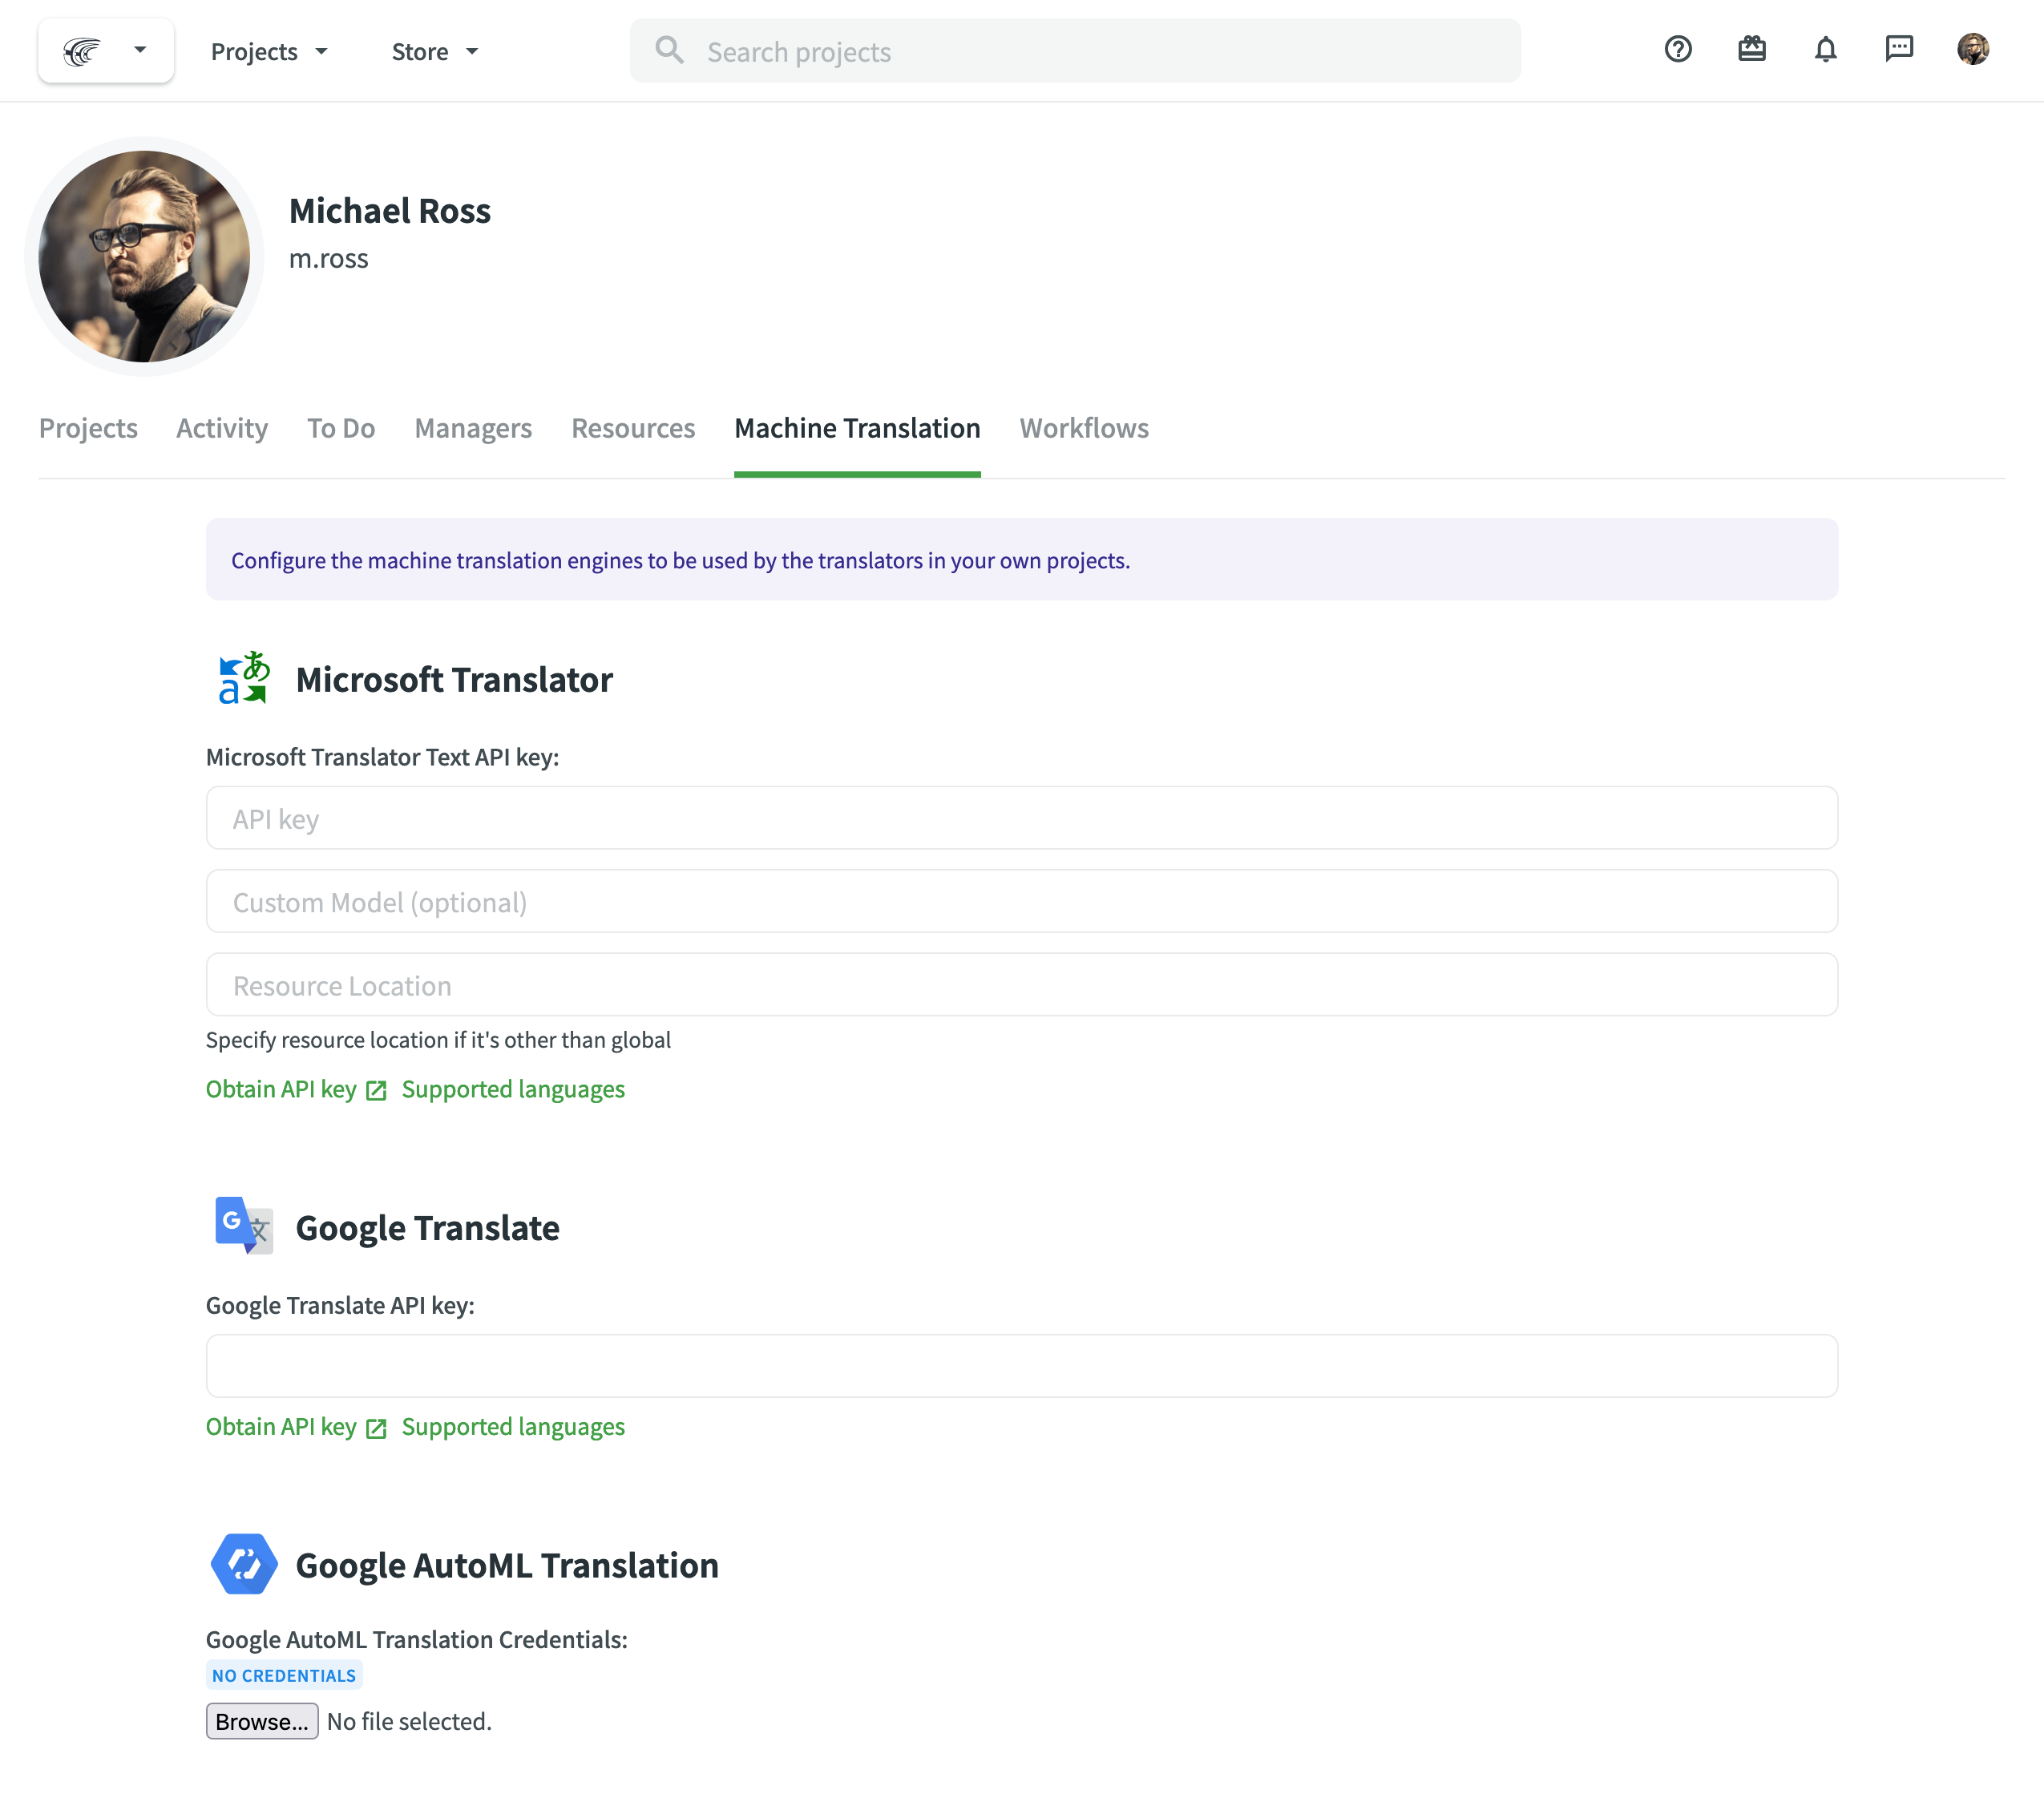 Projects
Store
Search projects
Michael Ross
m.ross
Projects
Activity
To Do
Managers
Resources
Machine Translation
Workflows
Configure the machine translation engines to be used by the translators in your own projects.
あ
a
Microsoft Translator
Microsoft Translator Text API key:
API key
Custom Model (optional)
Resource Location
Specify resource location if it's other than global
Obtain API key
Supported languages
G
文
Google Translate
Google Translate API key:
Obtain API key
Supported languages
Google AutoML Translation
Google AutoML Translation Credentials:
NO CREDENTIALS
Browse... No file selected.